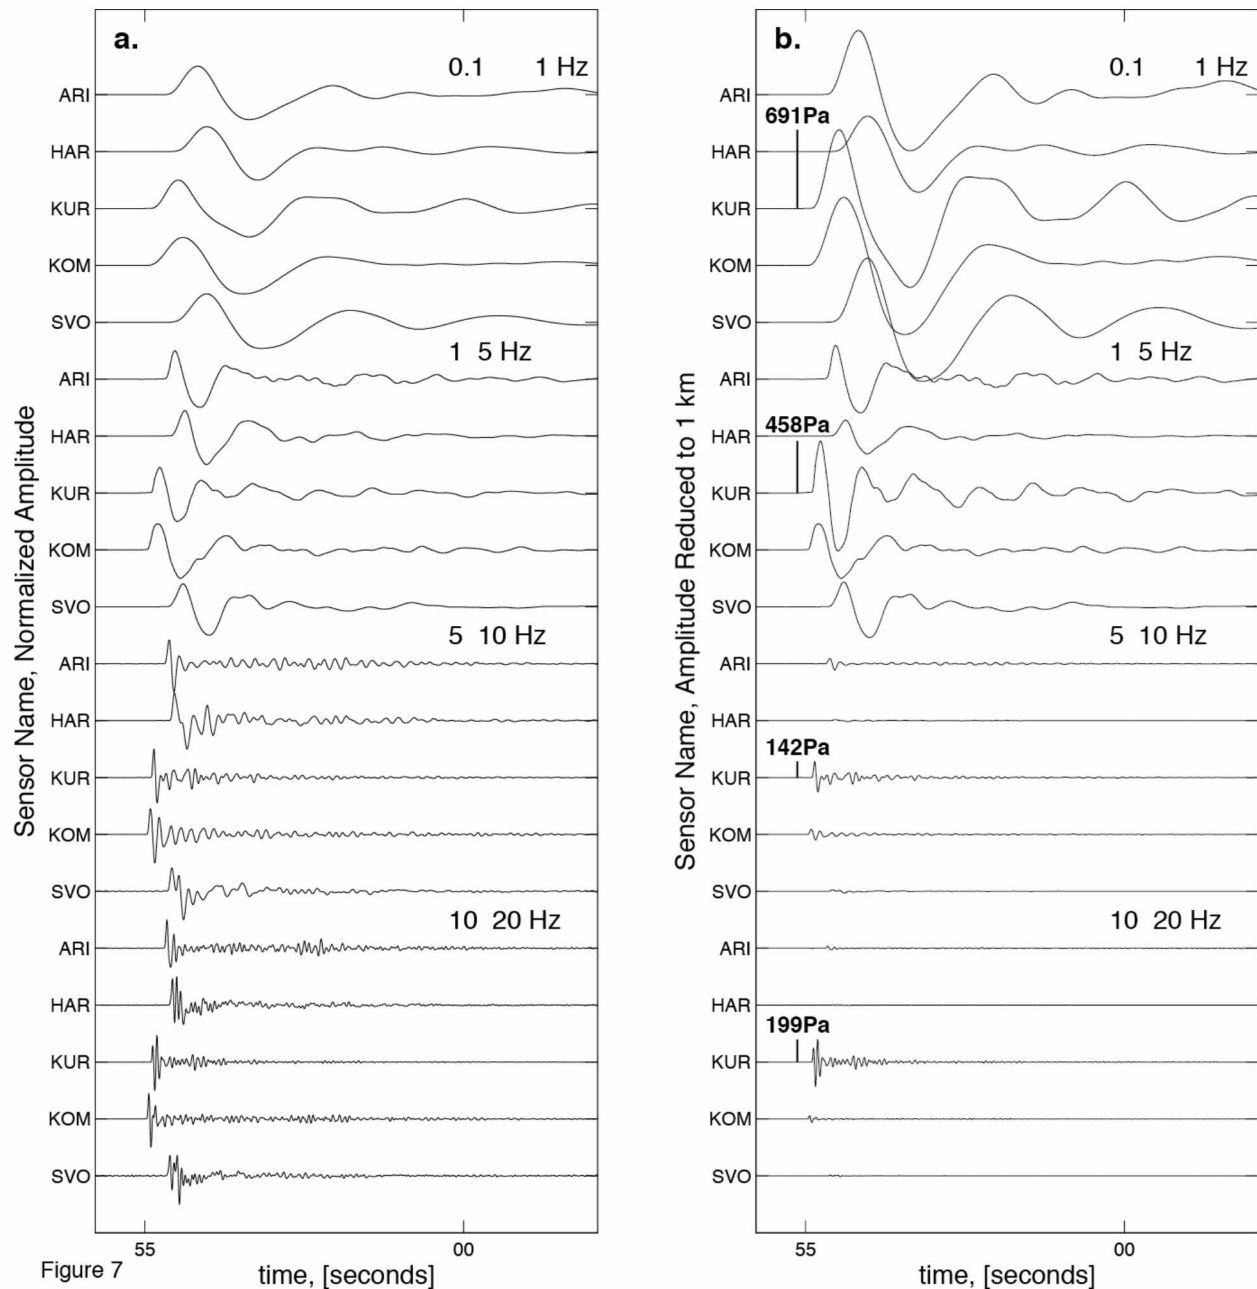 a.
0.1 1 Hz
ARI
HAR
KUR
KOM
SVO
1 5 Hz
ARI
HAR
KUR
KOM
SVO
5 10 Hz
ARI
HAR
KUR
KOM
SVO
10 20 Hz
ARI
HAR
KUR
KOM
SVO
Sensor Name, Normalized Amplitude
55 00
time, [seconds]
Figure 7
b.
0.1 1 Hz
ARI
691Pa
HAR
KUR
KOM
SVO
1 5 Hz
ARI
HAR
458Pa
KUR
KOM
SVO
5 10 Hz
ARI
HAR
142Pa
KUR
KOM
SVO
10 20 Hz
ARI
HAR
199Pa
KUR
KOM
SVO
Sensor Name, Amplitude Reduced to 1 km
55 00
time, [seconds]